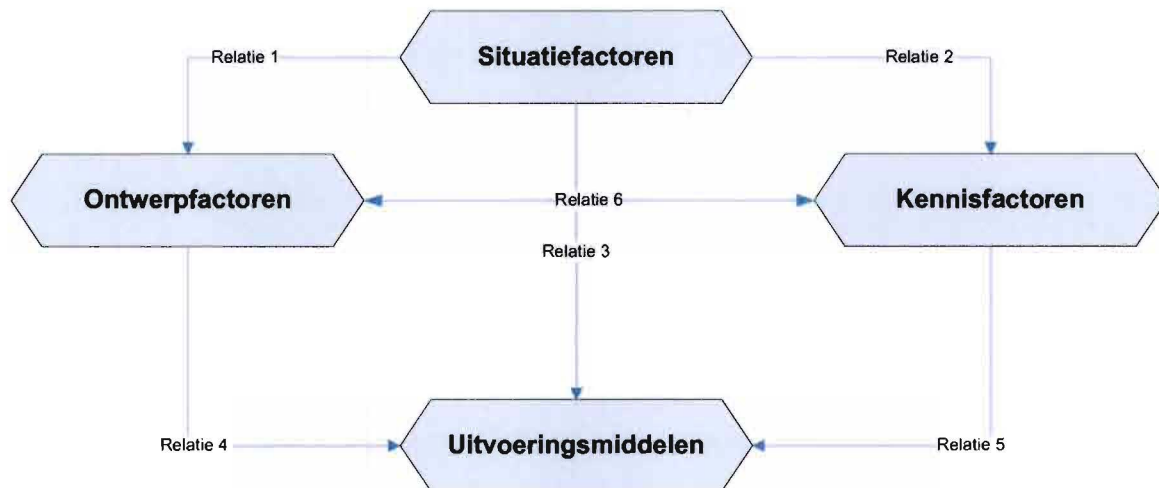 Situatiefactoren
Relatie 1
Relatie 2
Ontwerpfactoren
Relatie 6
Kennisfactoren
Relatie 3
Relatie 4
Uitvoeringsmiddelen
Relatie 5